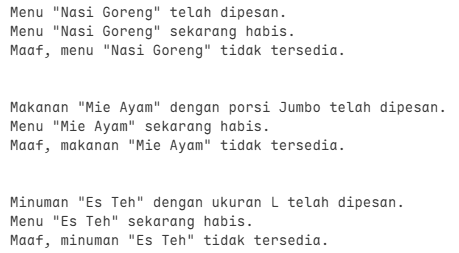 Menu "Nasi Goreng" telah dipesan.
Menu "Nasi Goreng" sekarang habis.
Maaf, menu "Nasi Goreng" tidak tersedia.
Makanan "Mie Ayam" dengan porsi Jumbo telah dipesan.
Menu "Mie Ayam" sekarang habis.
Maaf, makanan "Mie Ayam" tidak tersedia.
Minuman "Es Teh" dengan ukuran L telah dipesan.
Menu "Es Teh" sekarang habis.
Maaf, minuman "Es Teh" tidak tersedia.